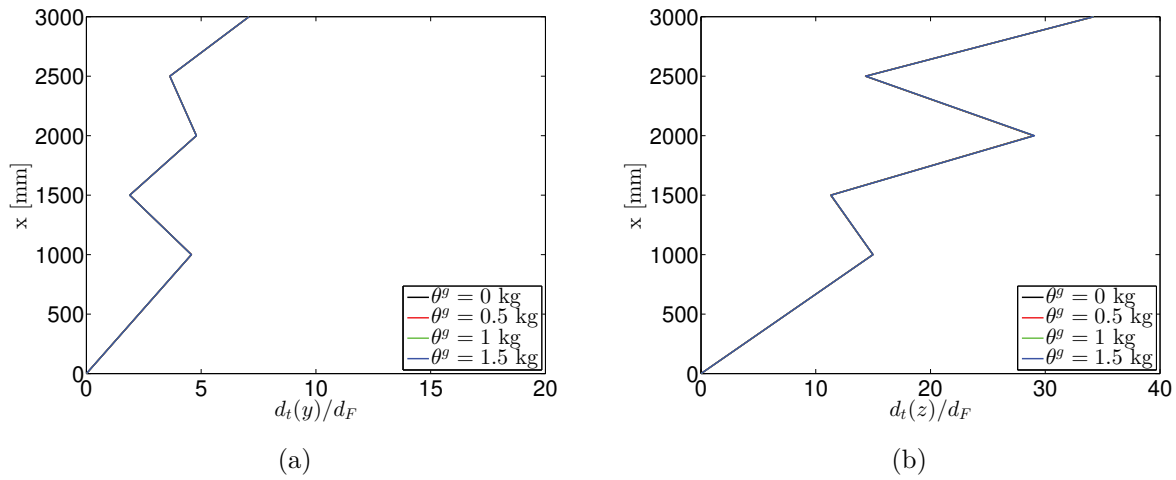 3000
2500
2000
1500
1000
500
0
x [mm]
θ^g = 0 kg
θ^g = 0.5 kg
θ^g = 1 kg
θ^g = 1.5 kg
0 5 10 15 20
d_t(y)/d_F
(a)
3000
2500
2000
1500
1000
500
0
x [mm]
θ^g = 0 kg
θ^g = 0.5 kg
θ^g = 1 kg
θ^g = 1.5 kg
0 10 20 30 40
d_t(z)/d_F
(b)